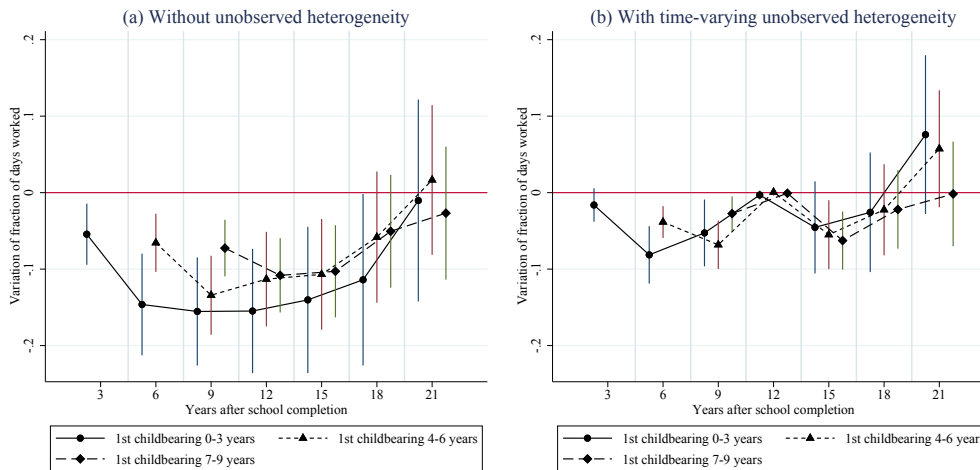 (a) Without unobserved heterogeneity
Variation of fraction of days worked
.2
.1
0
-.1
-.2
3 6 9 12 15 18 21
Years after school completion
1st childbearing 0-3 years 1st childbearing 4-6 years
1st childbearing 7-9 years
(b) With time-varying unobserved heterogeneity
Variation of fraction of days worked
.2
.1
0
-.1
-.2
3 6 9 12 15 18 21
Years after school completion
1st childbearing 0-3 years 1st childbearing 4-6 years
1st childbearing 7-9 years